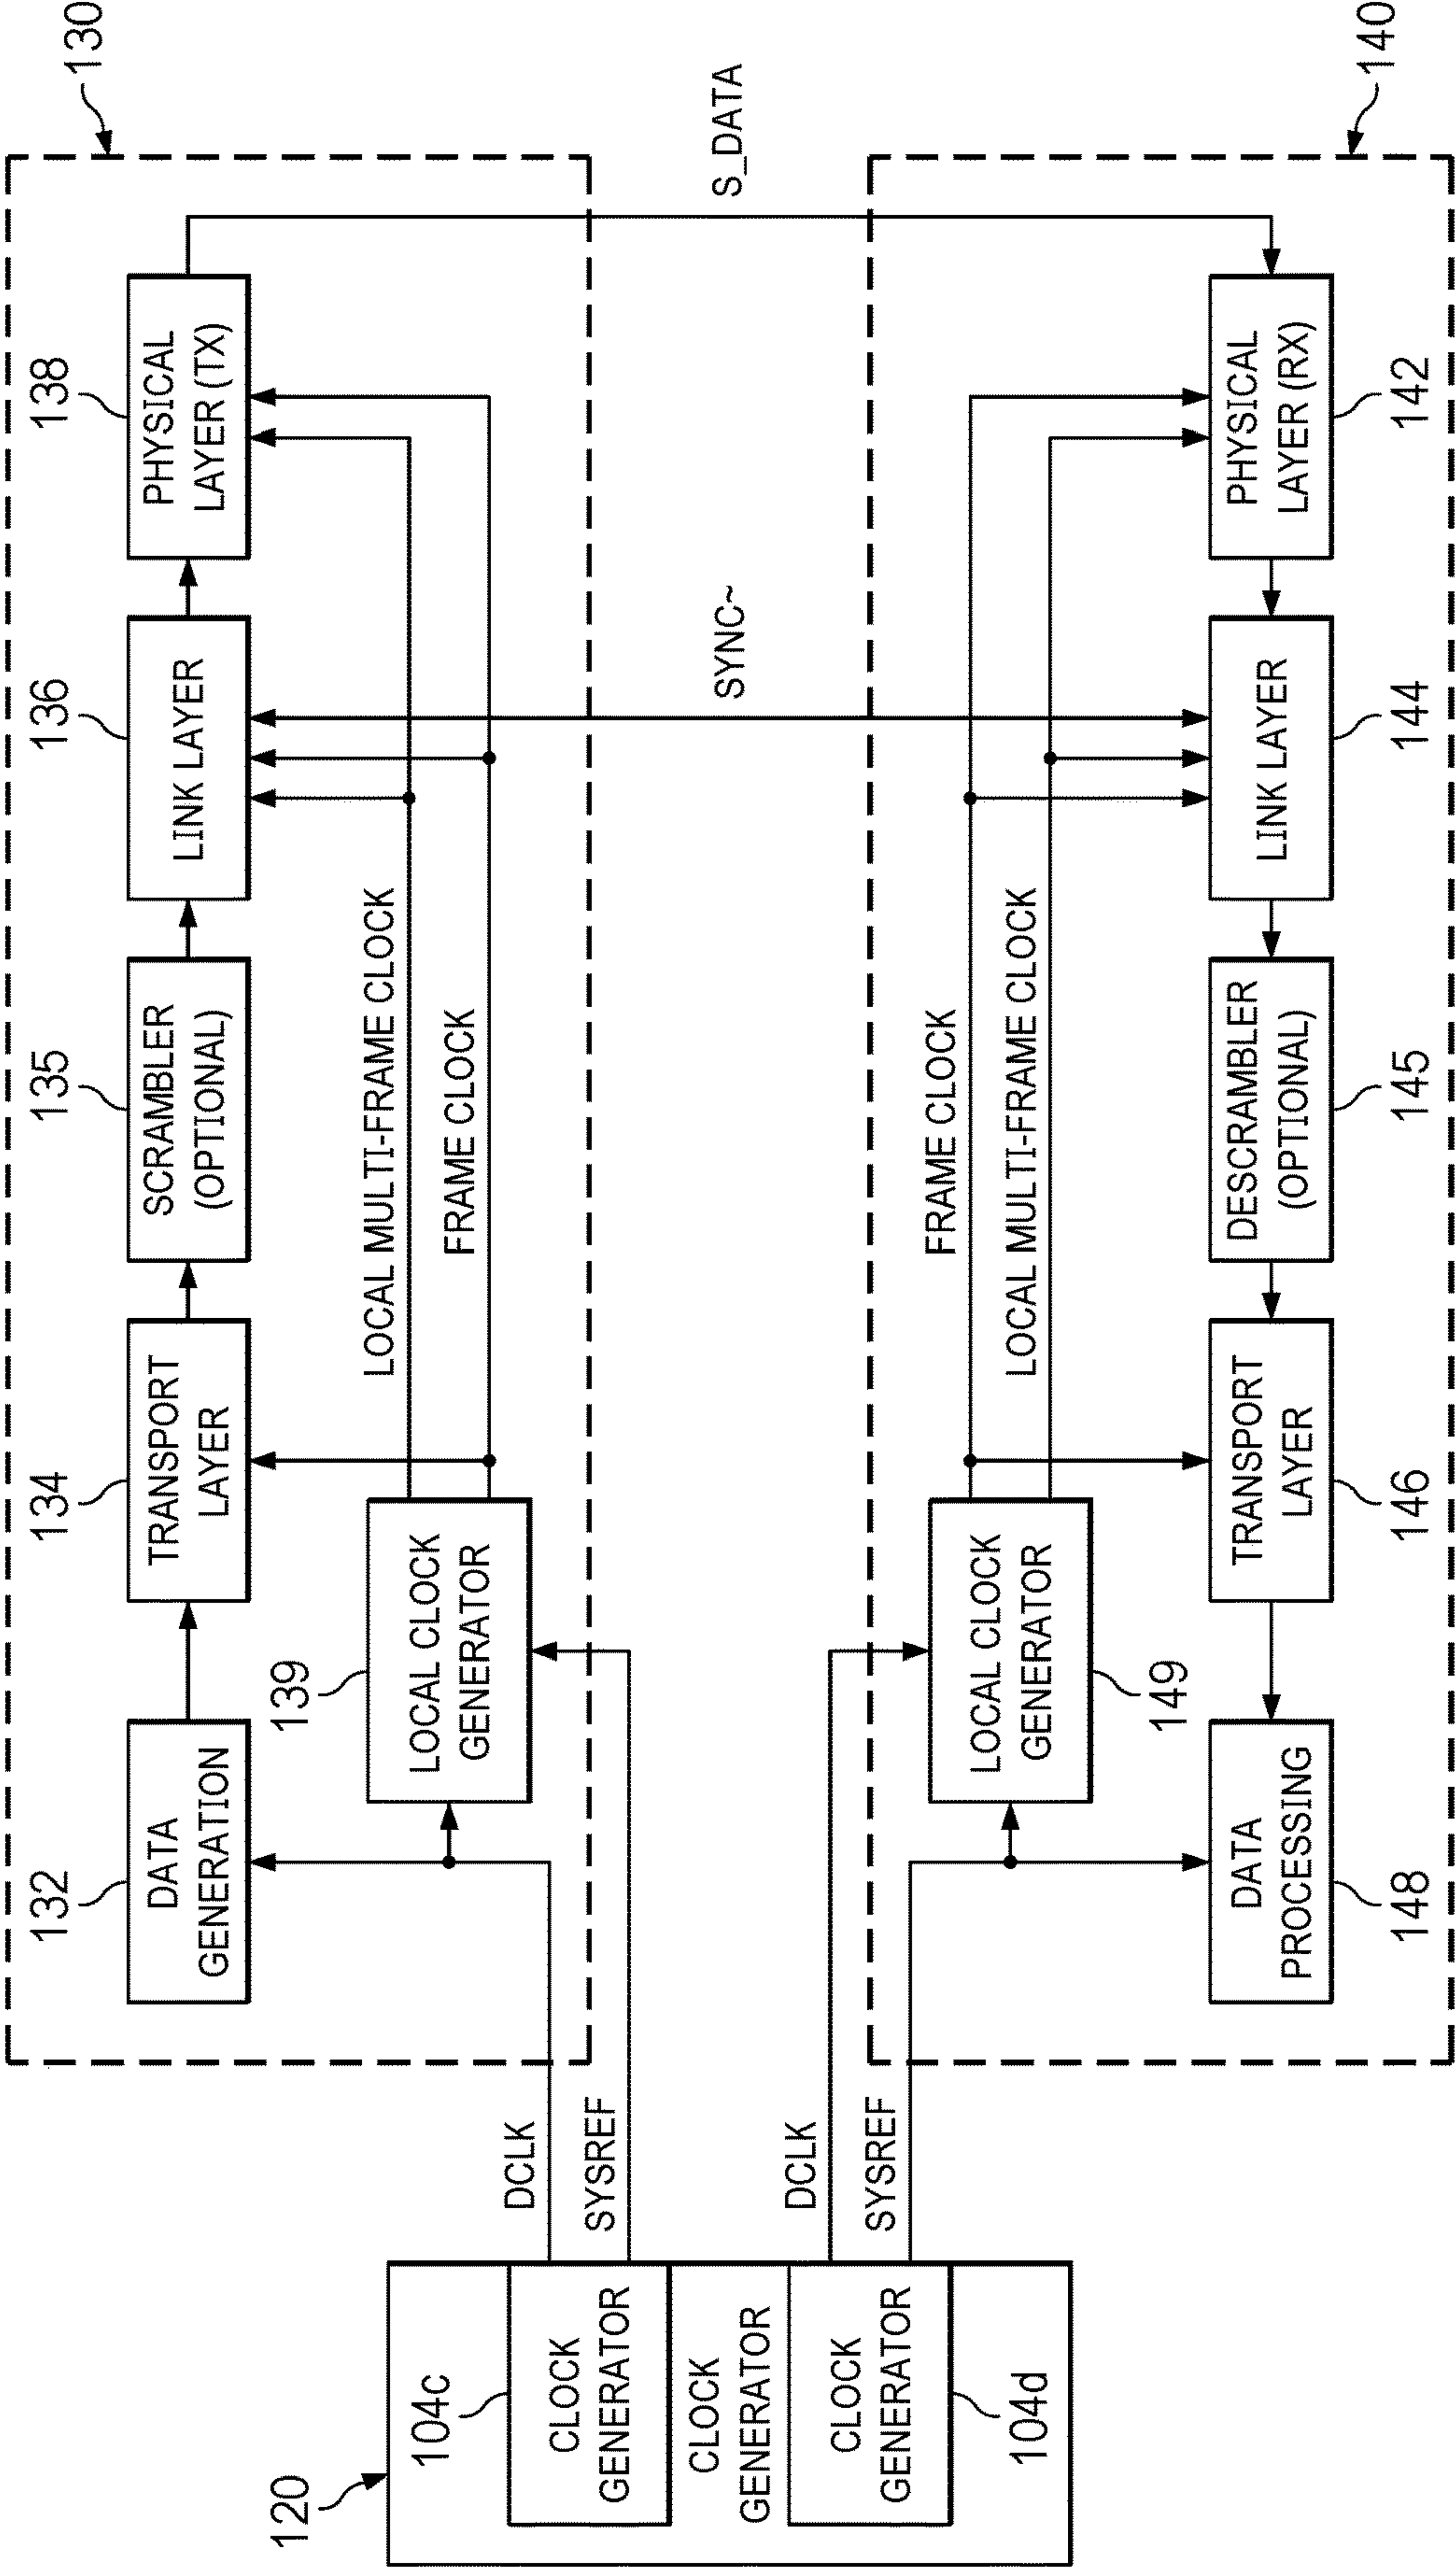 130
132
DATA
GENERATION
134
TRANSPORT
LAYER
135
SCRAMBLER
(OPTIONAL)
136
LINK LAYER
138
PHYSICAL
LAYER (TX)
139
LOCAL CLOCK
GENERATOR
LOCAL MULTI-FRAME CLOCK
FRAME CLOCK
120
104c
CLOCK
GENERATOR
DCLK
SYSREF
CLOCK
GENERATOR
SYNC~
S_DATA
104d
CLOCK
GENERATOR
DCLK
SYSREF
FRAME CLOCK
LOCAL MULTI-FRAME CLOCK
LOCAL CLOCK
GENERATOR
149
DATA
PROCESSING
148
TRANSPORT
LAYER
146
DESCRAMBLER
(OPTIONAL)
145
LINK LAYER
144
PHYSICAL
LAYER (RX)
142
140